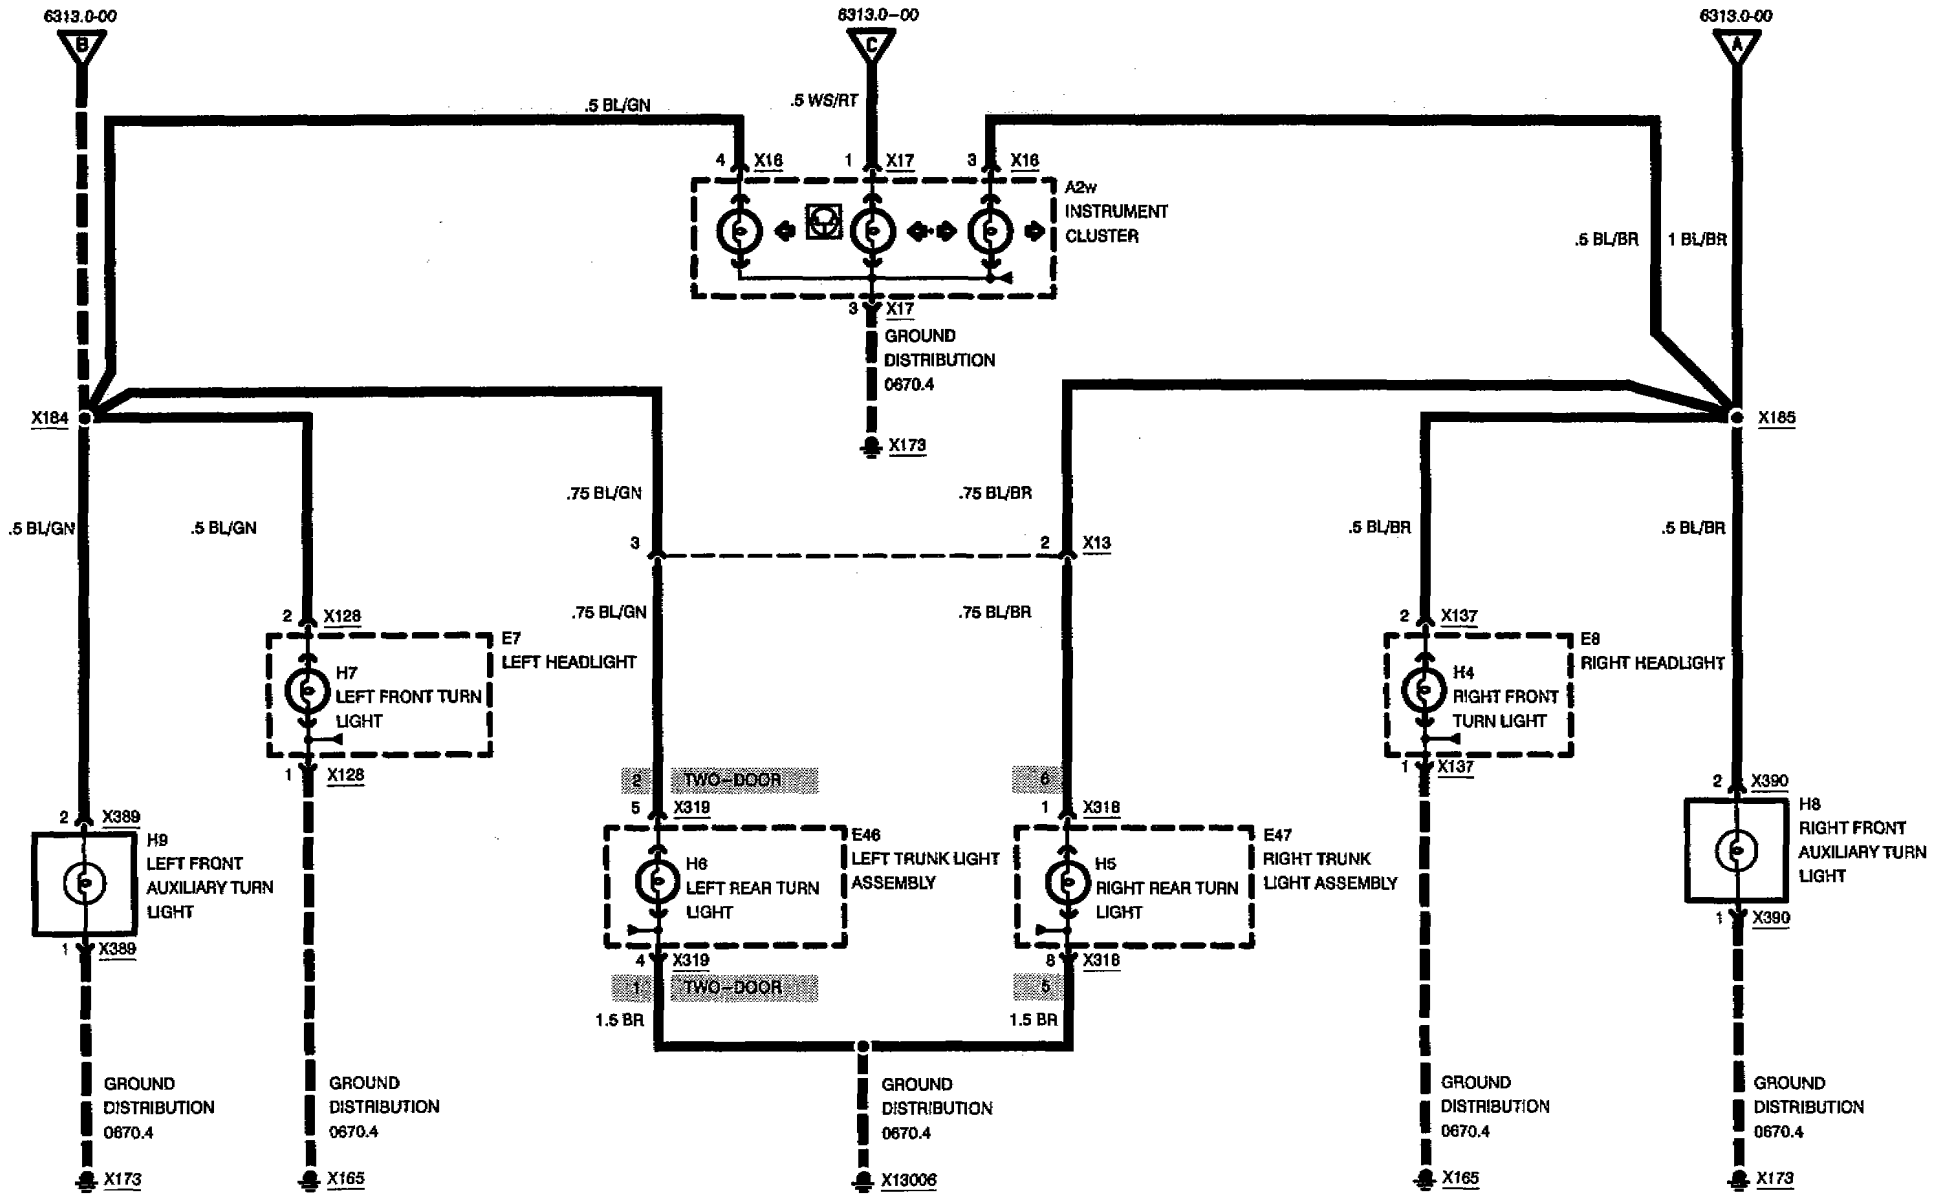 6313.0-00
6313.0-00
6313.0-00
B
C
A
.5 BL/GN
.5 WS/RT
4 X16
1 X17
3 X16
A2w
INSTRUMENT
CLUSTER
.5 BL/BR
1 BL/BR
3 X17
GROUND
DISTRIBUTION
0670.4
X173
X184
X185
.75 BL/GN
.75 BL/BR
.5 BL/GN
.5 BL/GN
.5 BL/BR
.5 BL/BR
3
2 X13
.75 BL/GN
.75 BL/BR
2 X128
E7
LEFT HEADLIGHT
H7
LEFT FRONT TURN
LIGHT
1 X128
2 X137
E8
RIGHT HEADLIGHT
H4
RIGHT FRONT
TURN LIGHT
1 X137
2 TWO-DOOR
6
5 X319
1 X318
2 X389
H9
LEFT FRONT
AUXILIARY TURN
LIGHT
1 X389
E46
LEFT TRUNK LIGHT
ASSEMBLY
H6
LEFT REAR TURN
LIGHT
4 X319
1 TWO-DOOR
1.5 BR
E47
RIGHT TRUNK
LIGHT ASSEMBLY
H5
RIGHT REAR TURN
LIGHT
8 X318
5
1.5 BR
2 X390
H8
RIGHT FRONT
AUXILIARY TURN
LIGHT
1 X390
GROUND
DISTRIBUTION
0670.4
X173
GROUND
DISTRIBUTION
0670.4
X165
GROUND
DISTRIBUTION
0670.4
X13006
GROUND
DISTRIBUTION
0670.4
X165
GROUND
DISTRIBUTION
0670.4
X173